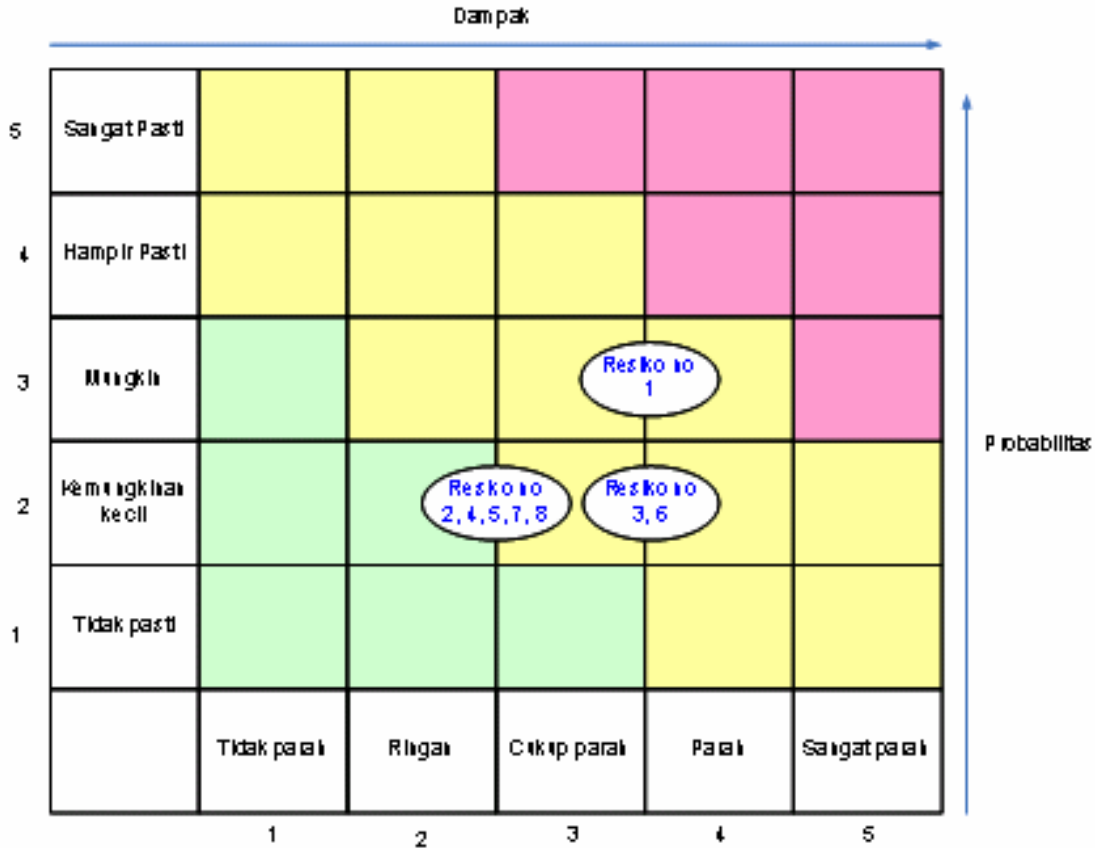 Dampak
5
Sangat Pasti
4
Hampir Pasti
3
Mungkin
Resiko no
1
Probabilitas
2
Kemungkinan
kecil
Resiko no
2, 4, 5, 7, 8
Resiko no
3, 6
1
Tidak pasti
Tidak parah
Ringan
Cukup parah
Parah
Sangat parah
1
2
3
4
5